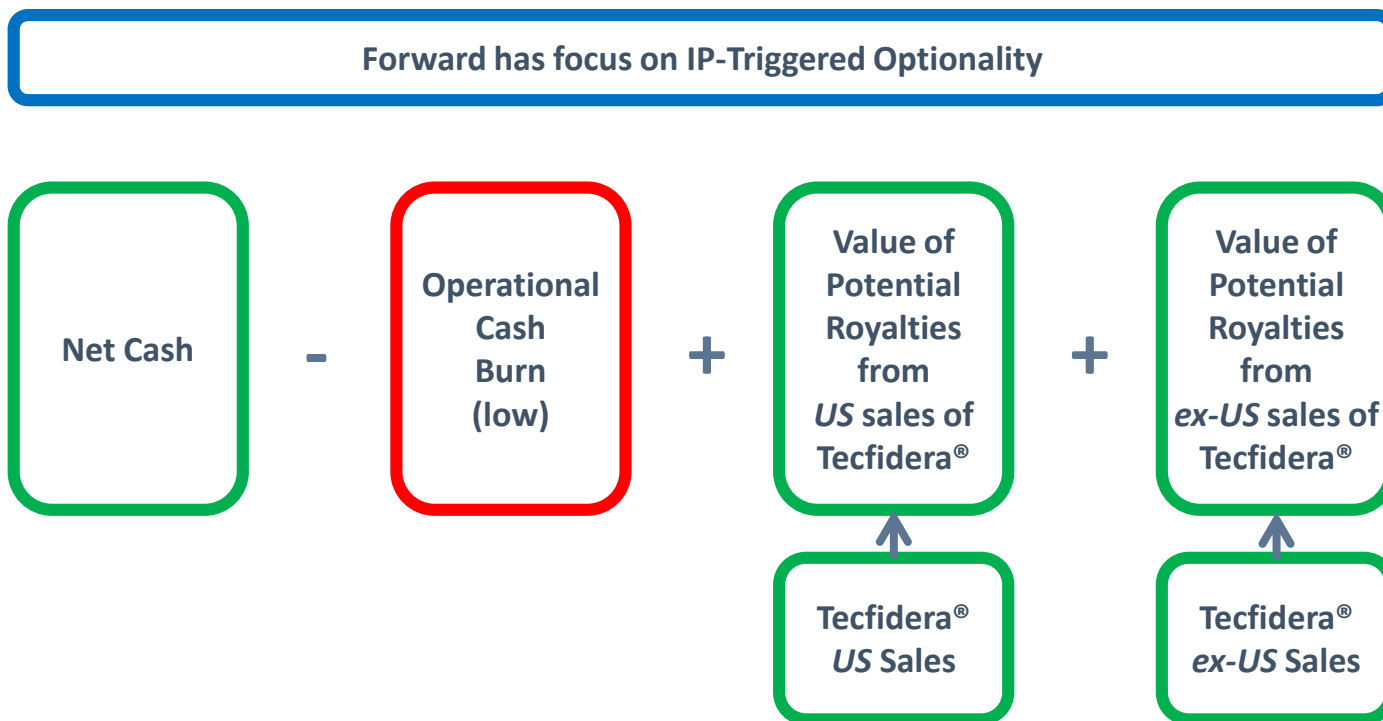 Forward has focus on IP-Triggered Optionality
Net Cash
-
Operational
Cash
Burn
(low)
+
Value of
Potential
Royalties
from
US sales of
Tecfidera®
+
Value of
Potential
Royalties
from
ex-US sales of
Tecfidera®
Tecfidera®
US Sales
Tecfidera®
ex-US Sales